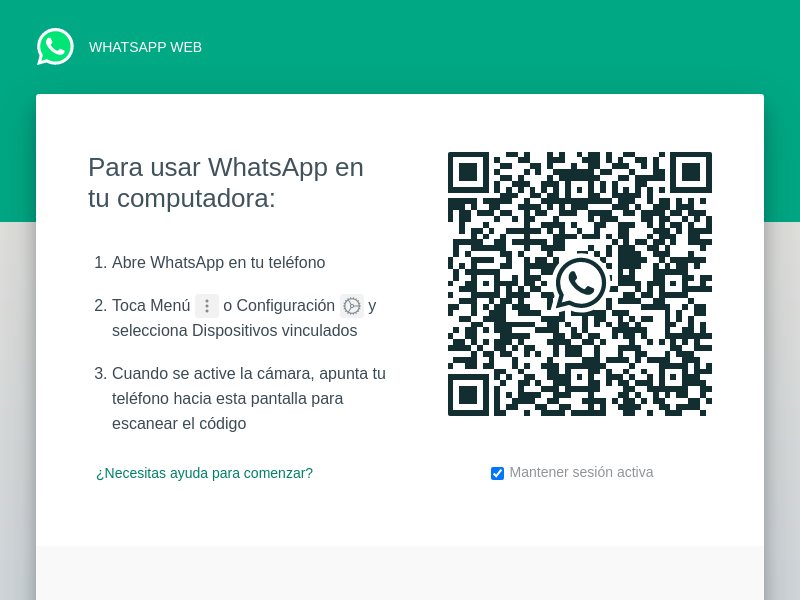 WHATSAPP WEB
Para usar WhatsApp en
tu computadora:
1. Abre WhatsApp en tu teléfono
2. Toca Menú o Configuración y
selecciona Dispositivos vinculados
3. Cuando se active la cámara, apunta tu
teléfono hacia esta pantalla para
escanear el código
¿Necesitas ayuda para comenzar?
Mantener sesión activa